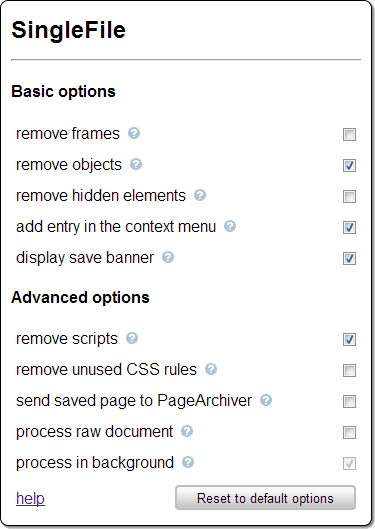 SingleFile
Basic options
remove frames ?
remove objects ?
remove hidden elements ?
add entry in the context menu ?
display save banner ?
Advanced options
remove scripts ?
remove unused CSS rules ?
send saved page to PageArchiver ?
process raw document ?
process in background ?
help Reset to default options